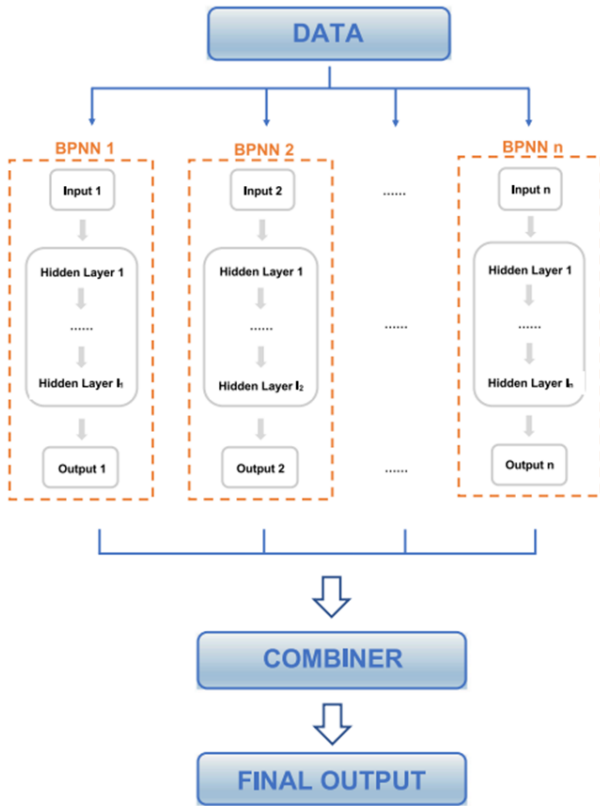 DATA
BPNN 1
BPNN 2
BPNN n
Input 1
Input 2
......
Input n
Hidden Layer 1
Hidden Layer 1
Hidden Layer 1
......
......
......
......
Hidden Layer l₁
Hidden Layer l₂
Hidden Layer lₙ
Output 1
Output 2
......
Output n
COMBINER
FINAL OUTPUT